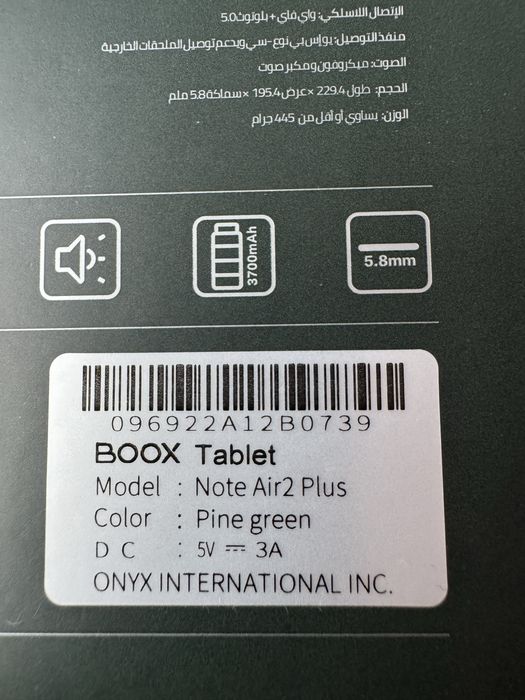 الإتصال اللاسلكي: واي فاي + بلوتوث5.0
منفذ التوصيل: يو إس بي نوع-سي ويدعم توصيل الملحقات الخارجية
الصوت: ميكروفون ومكبر صوت
الحجم: طول 229.4 ×عرض 195.4 ×سماكة 5.8 ملم
الوزن: يساوي أو أقل من 445 جرام
3700mAh
5.8mm
096922A12B0739
BOOX Tablet
Model : Note Air2 Plus
Color : Pine green
D C : 5V ⎓ 3A
ONYX INTERNATIONAL INC.